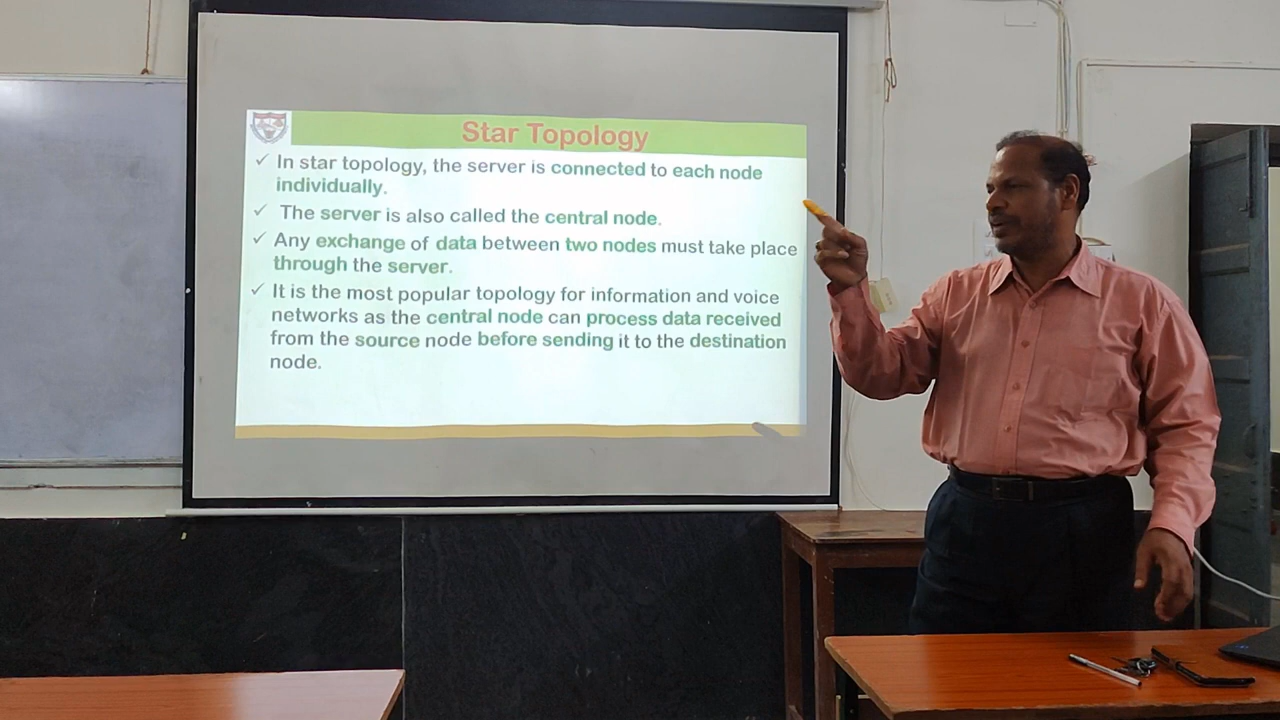 Star Topology
✓ In star topology, the server is connected to each node
individually.
✓ The server is also called the central node.
✓ Any exchange of data between two nodes must take place
through the server.
✓ It is the most popular topology for information and voice
networks as the central node can process data received
from the source node before sending it to the destination
node.